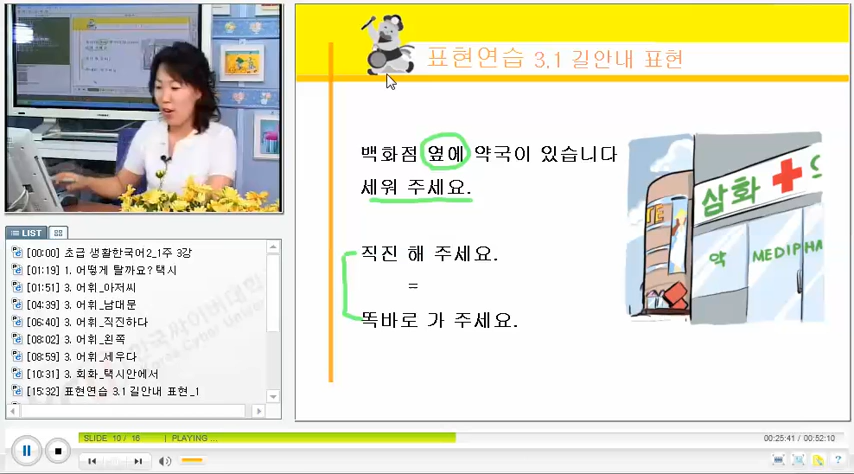 표현연습 3.1 길안내 표현
백화점 옆에 약국이 있습니다
세워 주세요.
직진 해 주세요.
=
똑바로 가 주세요.
삼화
약 MEDIPHA
LIST
[00:00] 초급 생활한국어2_1주 3강
[01:19] 1. 어떻게 탈까요? 택시
[01:51] 3. 어휘_아저씨
[04:39] 3. 어휘_남대문
[06:40] 3. 어휘_직진하다
[08:02] 3. 어휘_왼쪽
[08:59] 3. 어휘_세우다
[10:31] 3. 회화_택시안에서
[15:32] 표현연습 3.1 길안내 표현_1
SLIDE 10 / 16 | PLAYING ...
00:25:41 / 00:52:10